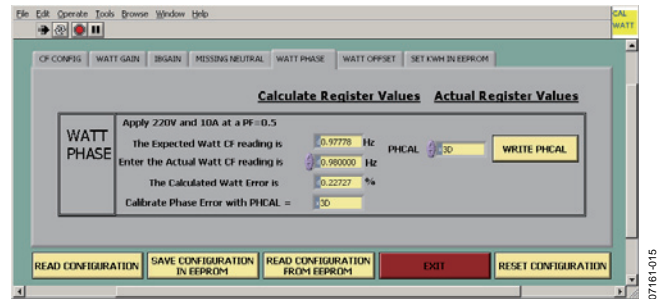 File Edit Operate Tools Browse Window Help
CAL
WATT
CF CONFIG WATT GAIN IBGAIN MISSING NEUTRAL WATT PHASE WATT OFFSET SET KWH IN EEPROM
Calculate Register Values Actual Register Values
WATT
PHASE
Apply 220V and 10A at a PF=0.5
The Expected Watt CF reading is 0.97778 Hz
Enter the Actual Watt CF reading is 0.980000 Hz
The Calculated Watt Error is 0.22727 %
Calibrate Phase Error with PHCAL = 3D
PHCAL 3D WRITE PHCAL
READ CONFIGURATION
SAVE CONFIGURATION
IN EEPROM
READ CONFIGURATION
FROM EEPROM
EXIT
RESET CONFIGURATION
07161-015